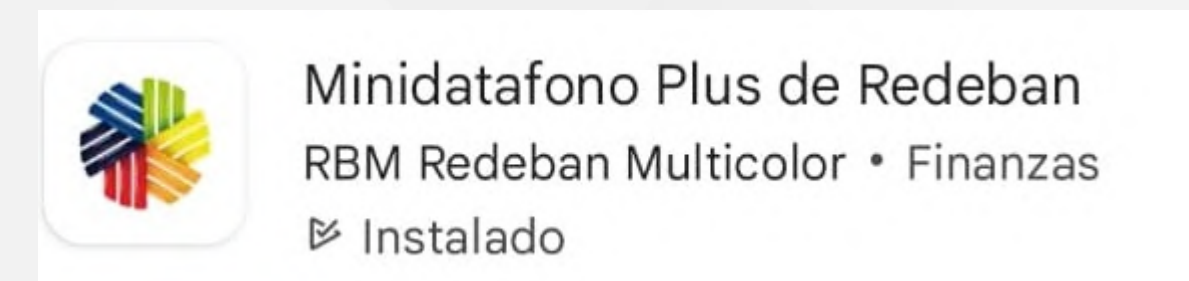 Minidatafono Plus de Redeban
RBM Redeban Multicolor • Finanzas
Instalado